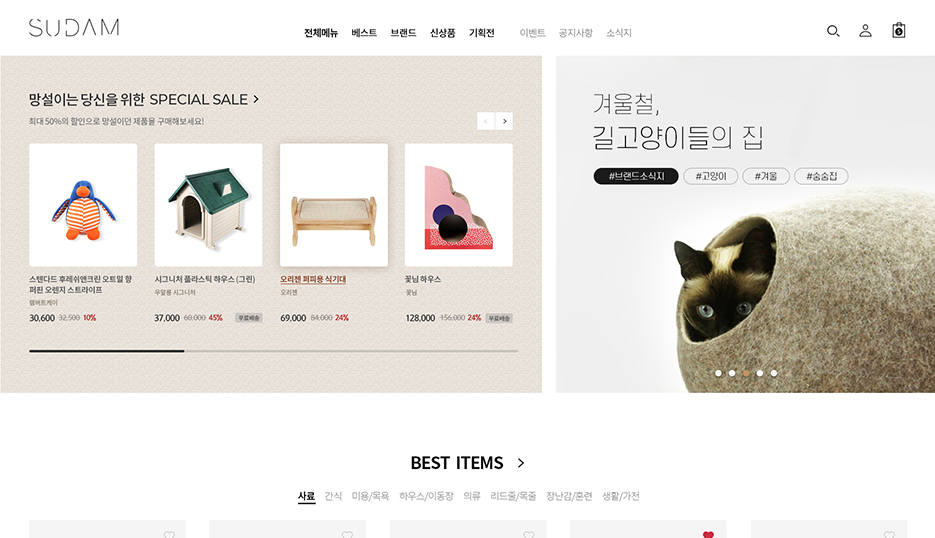 SUDAM
전체메뉴 베스트 브랜드 신상품 기획전 이벤트 공지사항 소식지
망설이는 당신을 위한 SPECIAL SALE >
최대 50%의 할인으로 망설이던 제품을 구매해보세요!
스텐다드 후레쉬앤크린 오트밀 향
퍼핀 오렌지 스트라이프
램버트케이
30,600 32,500 10%
시그니처 플라스틱 하우스 (그린)
우알롱 시그니처
37,000 60,000 45% 무료배송
오리젠 퍼피용 식기대
오리젠
69,000 84,000 24%
꽃님 하우스
꽃님
128,000 156,000 24% 무료배송
겨울철,
길고양이들의 집
#브랜드소식지 #고양이 #겨울 #숨숨집
BEST ITEMS >
사료 간식 미용/목욕 하우스/이동장 의류 리드줄/목줄 장난감/훈련 생활/가전